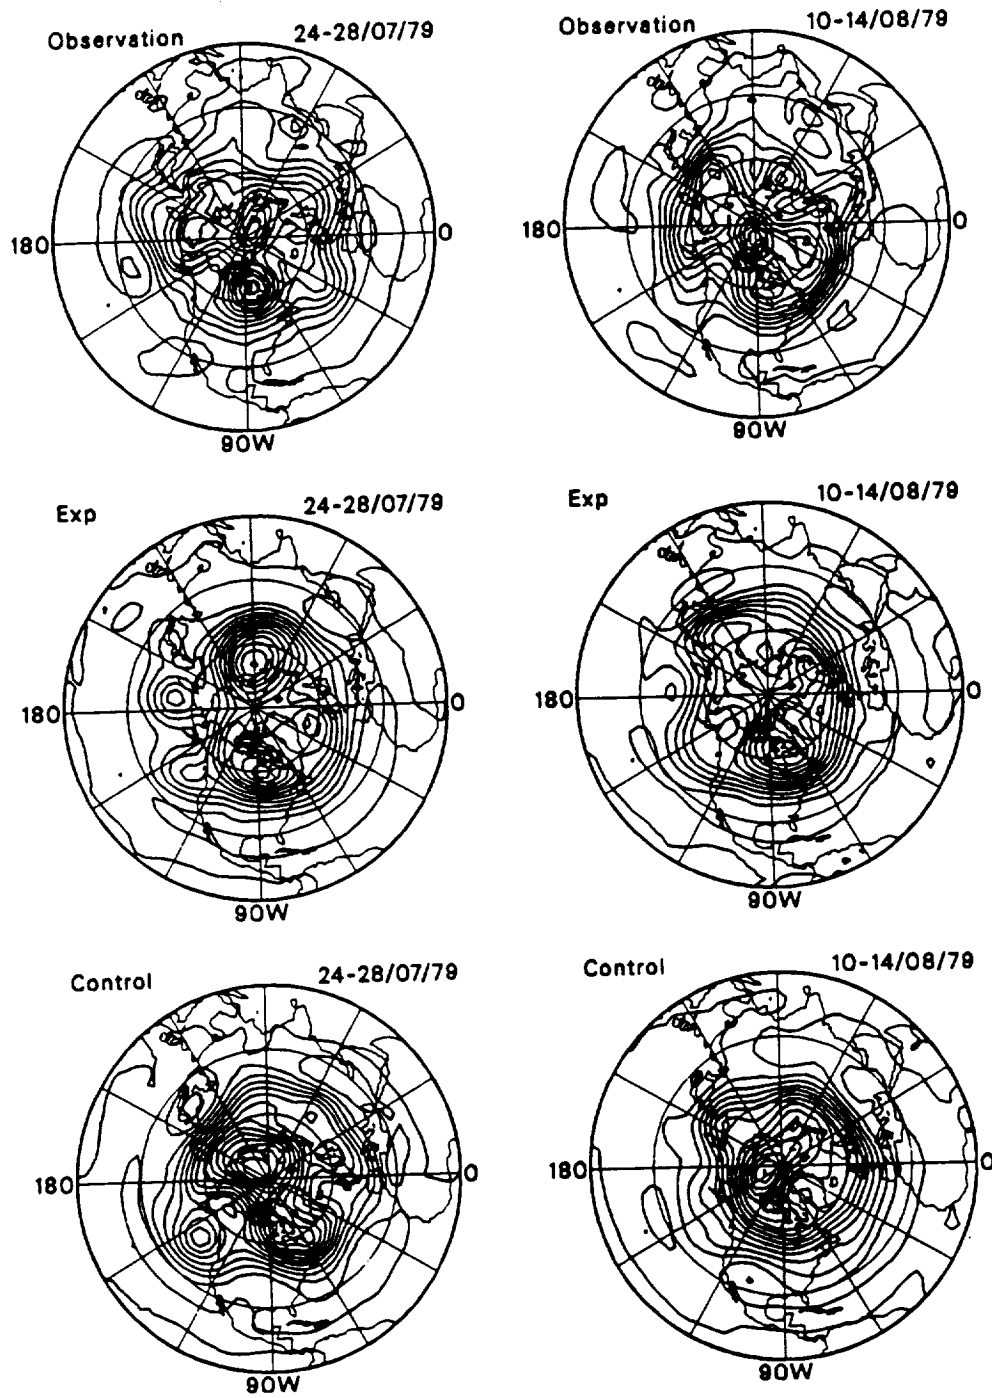 Observation 24-28/07/79
180 0
90W
Observation 10-14/08/79
180 0
90W
Exp 24-28/07/79
180 0
90W
Exp 10-14/08/79
180 0
90W
Control 24-28/07/79
180 0
90W
Control 10-14/08/79
180 0
90W